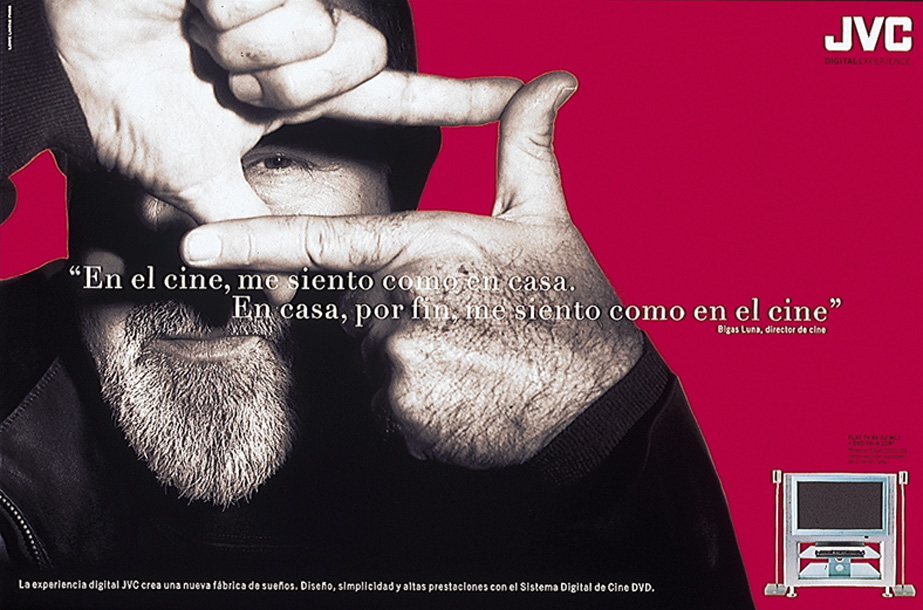 JVC
DIGITAL EXPERIENCE
“En el cine, me siento como en casa.
En casa, por fin, me siento como en el cine”
Bigas Luna, director de cine
La experiencia digital JVC crea una nueva fábrica de sueños. Diseño, simplicidad y altas prestaciones con el Sistema Digital de Cine DVD.